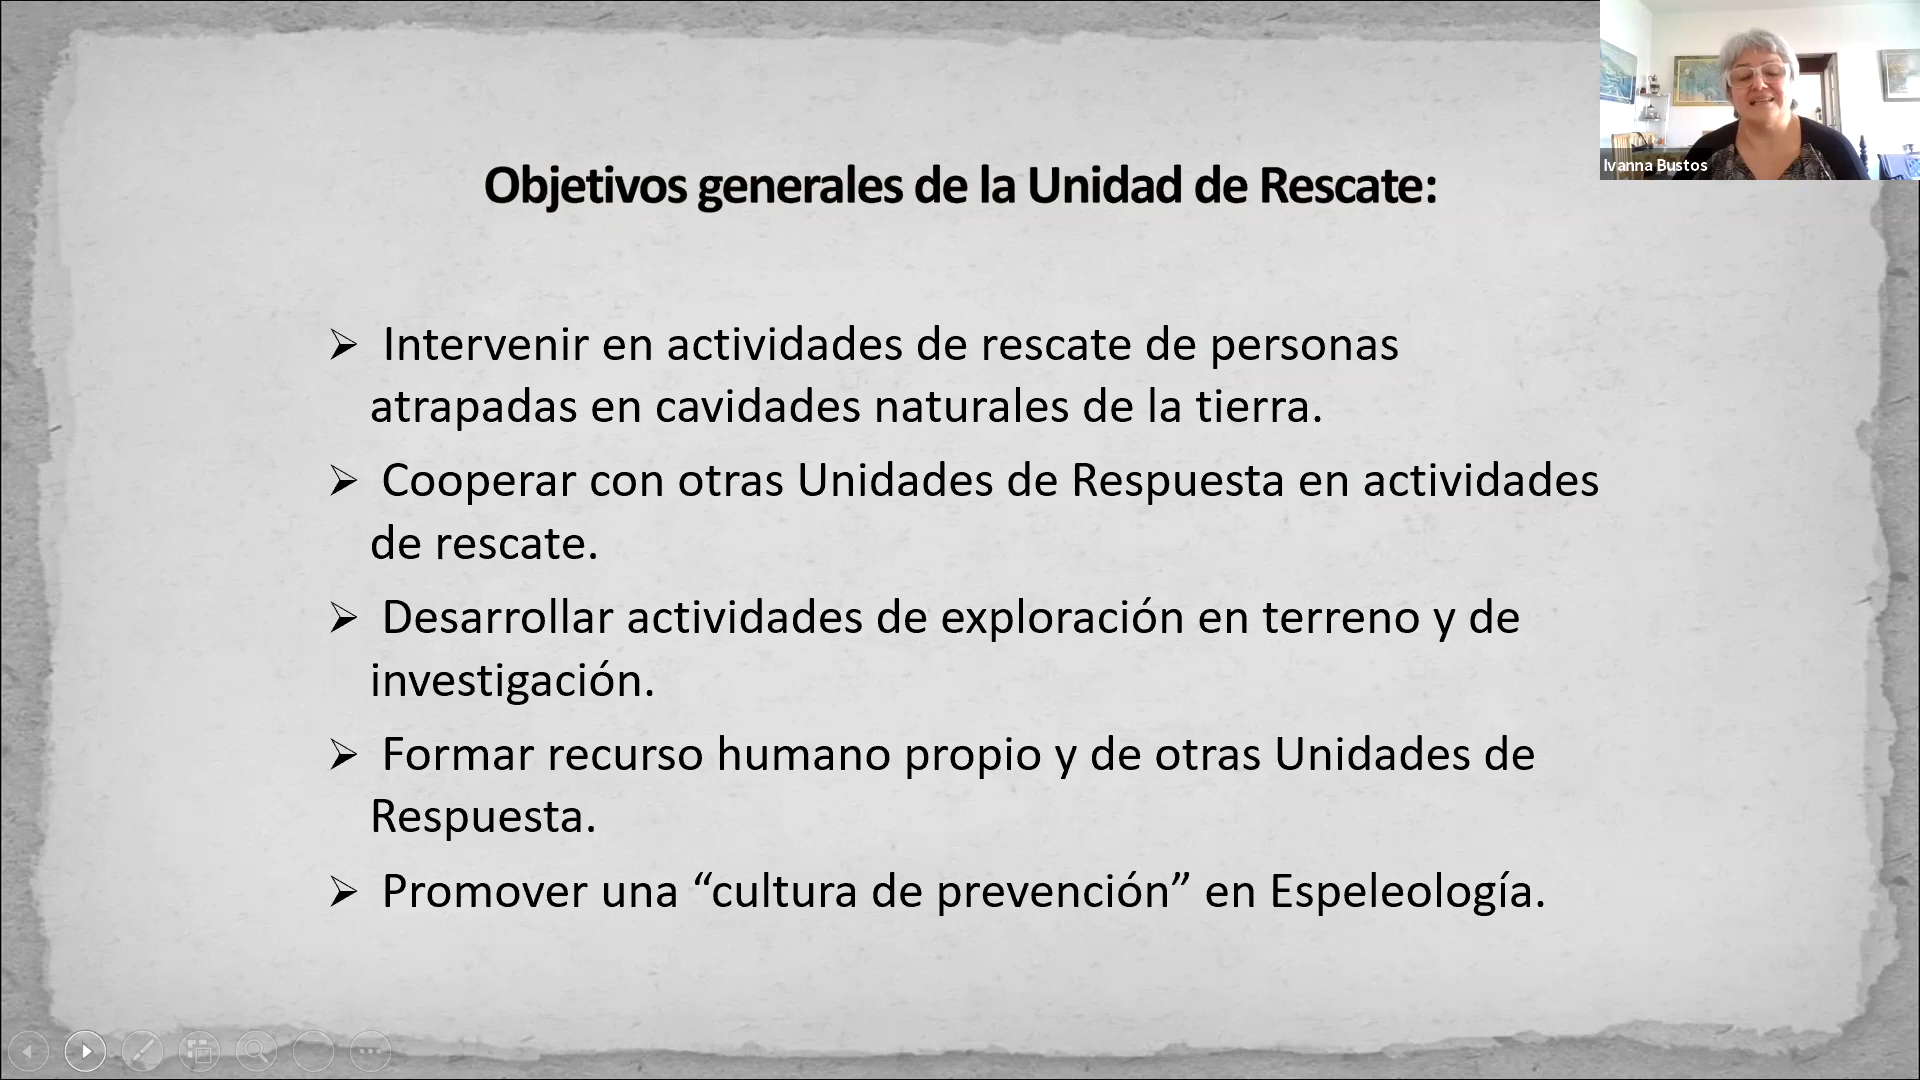 Ivanna Bustos
Objetivos generales de la Unidad de Rescate:
➢ Intervenir en actividades de rescate de personas
atrapadas en cavidades naturales de la tierra.
➢ Cooperar con otras Unidades de Respuesta en actividades
de rescate.
➢ Desarrollar actividades de exploración en terreno y de
investigación.
➢ Formar recurso humano propio y de otras Unidades de
Respuesta.
➢ Promover una “cultura de prevención” en Espeleología.